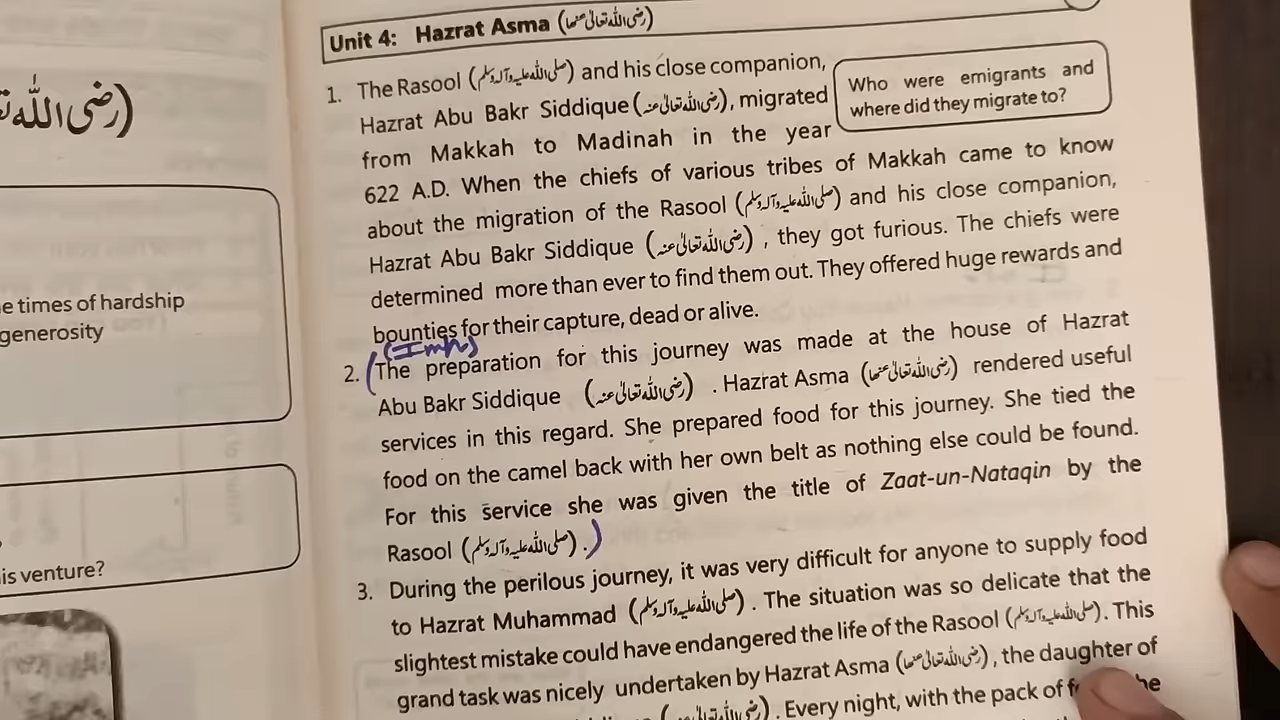 (رضی اللہ تع
e times of hardship
generosity
is venture?
Unit 4: Hazrat Asma (رضی اللہ تعالیٰ عنہا)
1. The Rasool (صلی اللہ علیہ وآلہ وسلم) and his close companion,
Hazrat Abu Bakr Siddique (رضی اللہ تعالیٰ عنہ), migrated
from Makkah to Madinah in the year
Who were emigrants and
where did they migrate to?
622 A.D. When the chiefs of various tribes of Makkah came to know
about the migration of the Rasool (صلی اللہ علیہ وآلہ وسلم) and his close companion,
Hazrat Abu Bakr Siddique (رضی اللہ تعالیٰ عنہ) , they got furious. The chiefs were
determined more than ever to find them out. They offered huge rewards and
bounties for their capture, dead or alive.
2. (The preparation for this journey was made at the house of Hazrat
Abu Bakr Siddique (رضی اللہ تعالیٰ عنہ) . Hazrat Asma (رضی اللہ تعالیٰ عنہا) rendered useful
services in this regard. She prepared food for this journey. She tied the
food on the camel back with her own belt as nothing else could be found.
For this service she was given the title of Zaat-un-Nataqin by the
Rasool (صلی اللہ علیہ وآلہ وسلم) .)
3. During the perilous journey, it was very difficult for anyone to supply food
to Hazrat Muhammad (صلی اللہ علیہ وآلہ وسلم) . The situation was so delicate that the
slightest mistake could have endangered the life of the Rasool (صلی اللہ علیہ وآلہ وسلم). This
grand task was nicely undertaken by Hazrat Asma (رضی اللہ تعالیٰ عنہا), the daughter of
(رضی اللہ تعالیٰ عنہ) . Every night, with the pack of